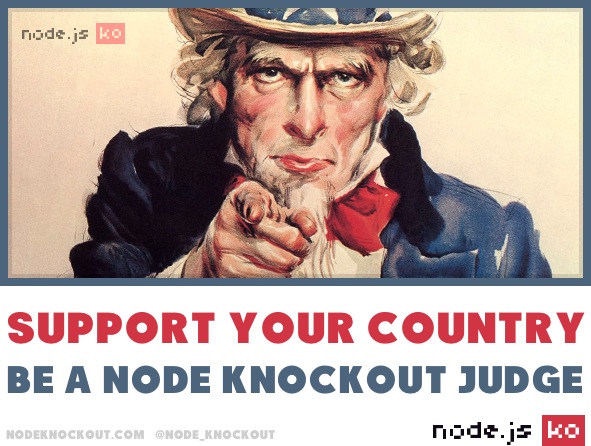 node.js ko
SUPPORT YOUR COUNTRY
BE A NODE KNOCKOUT JUDGE
NODEKNOCKOUT.COM @NODE_KNOCKOUT
node.js ko